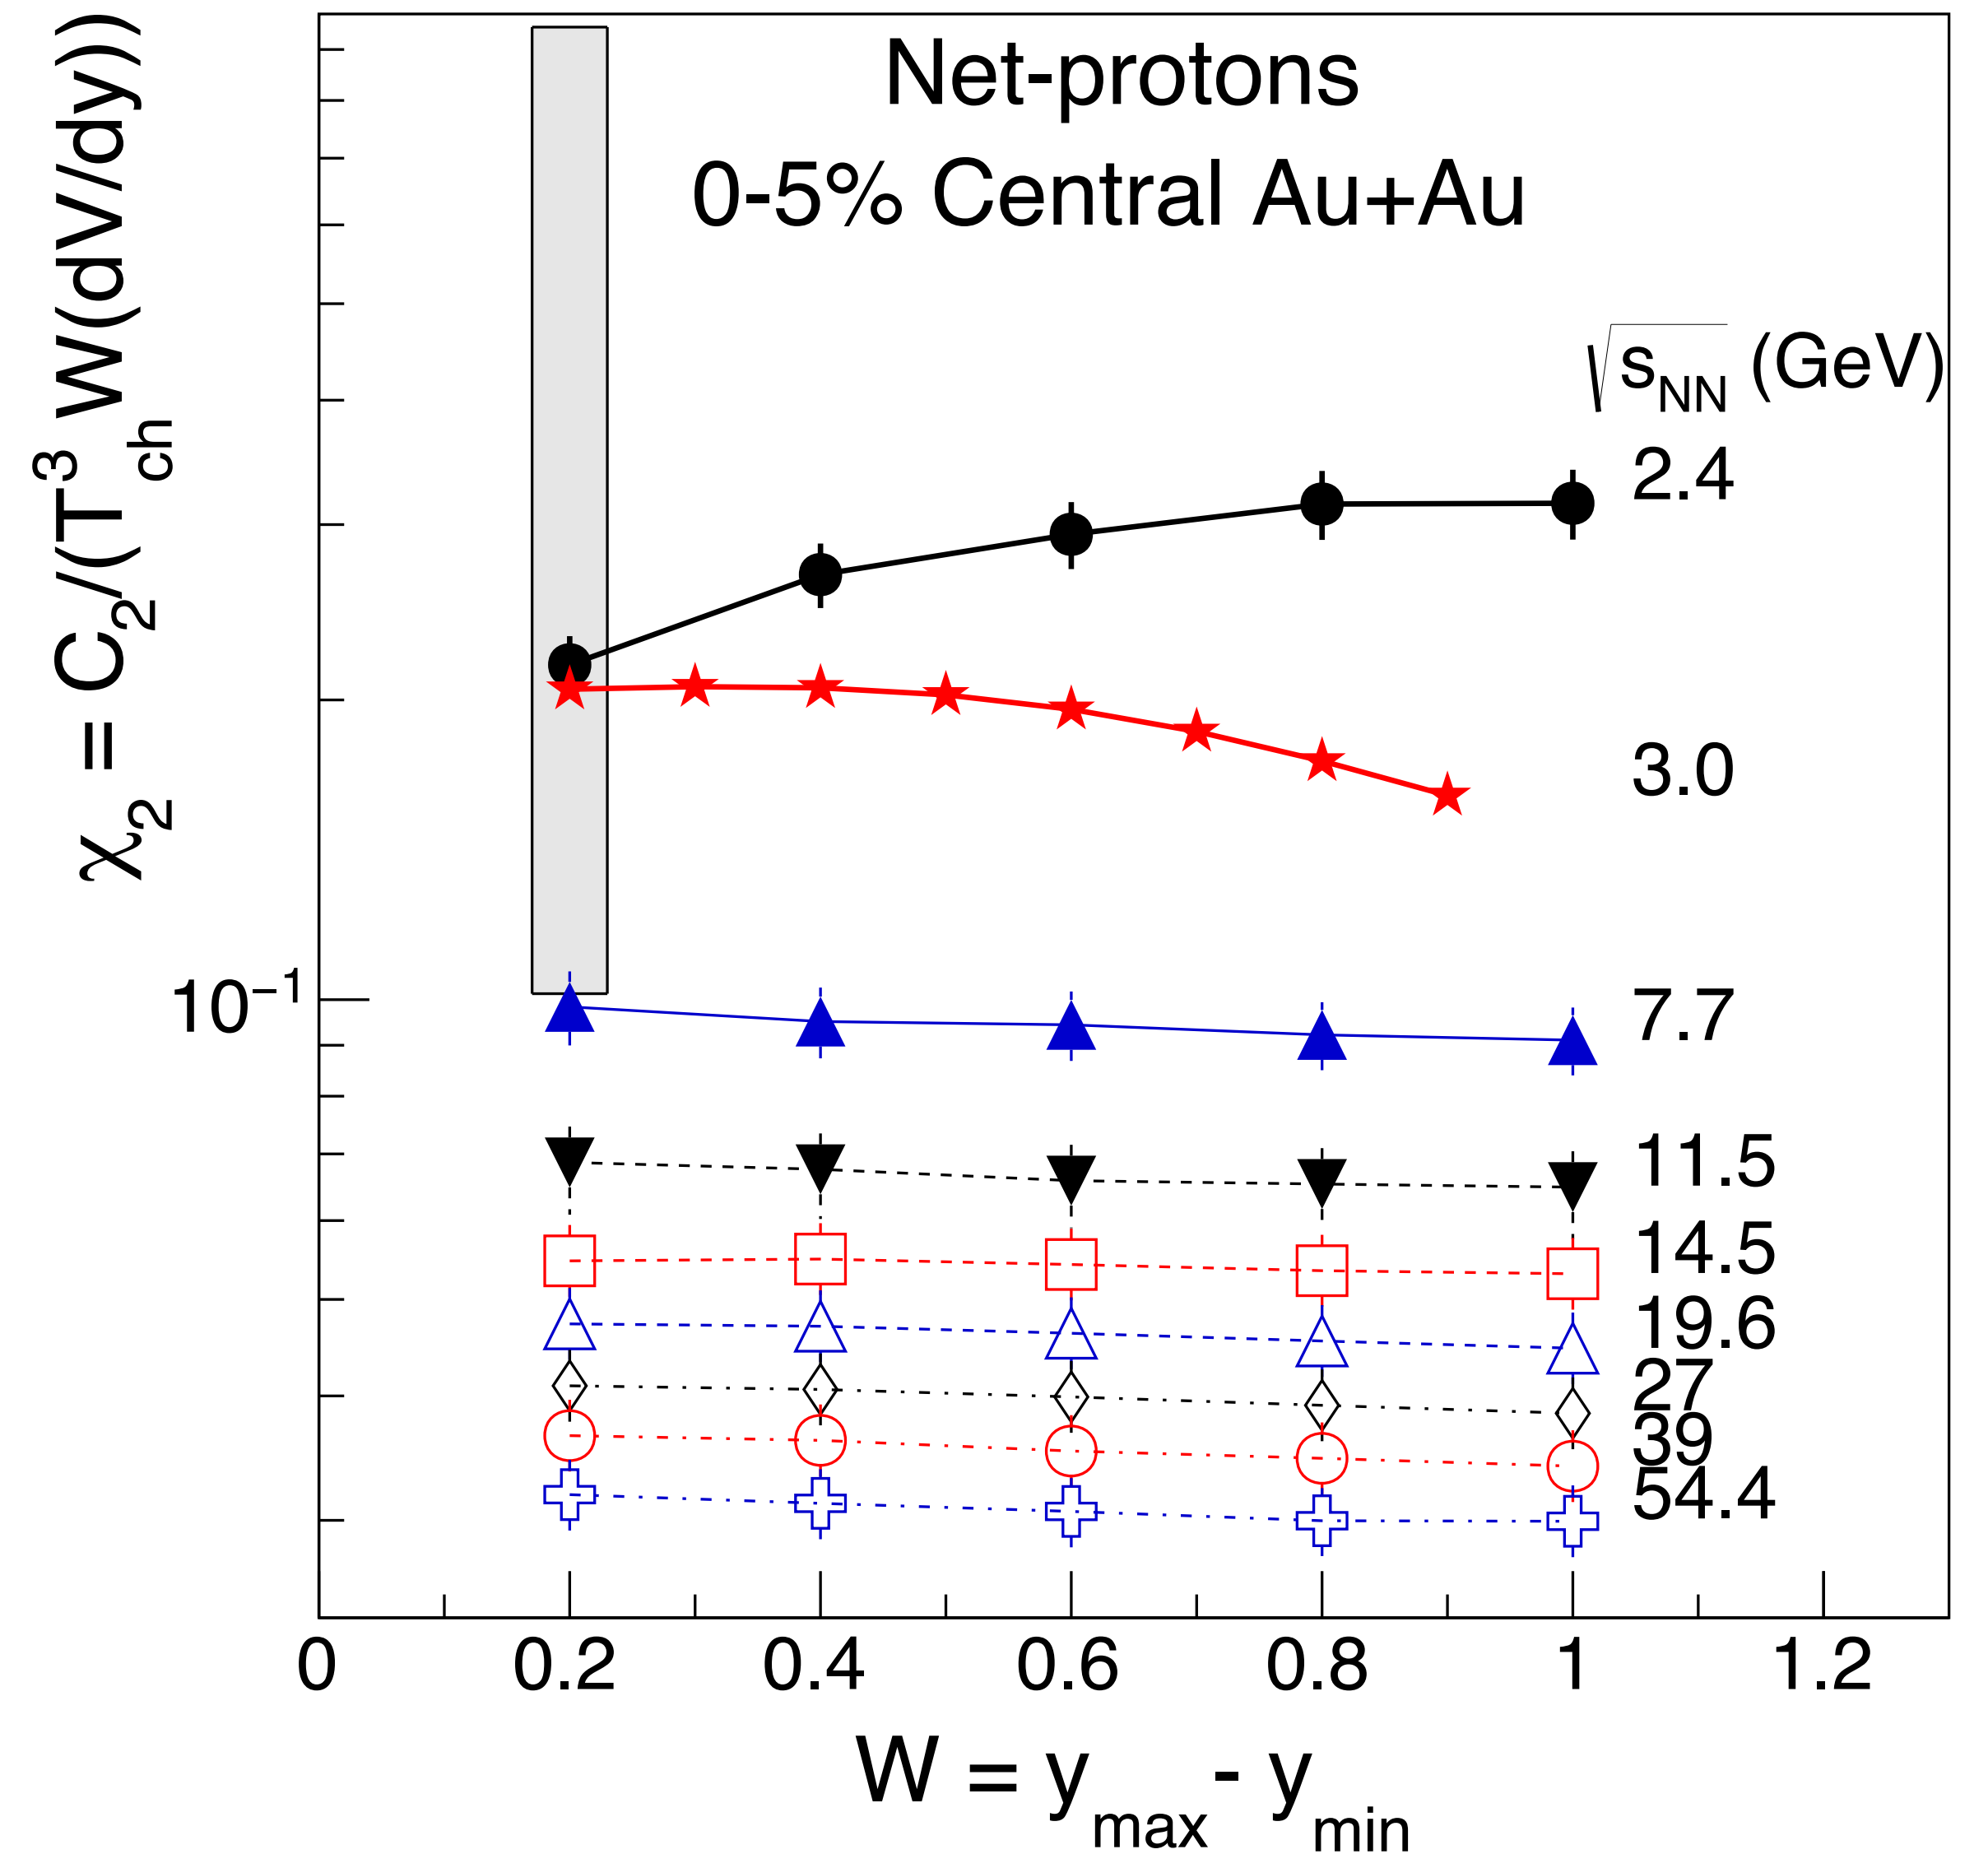 Net-protons
0-5% Central Au+Au
χ₂ = C₂/(T³ch W(dV/dy))
√sNN (GeV)
2.4
3.0
10⁻¹
7.7
11.5
14.5
19.6
27
39
54.4
0 0.2 0.4 0.6 0.8 1 1.2
W = ymax - ymin